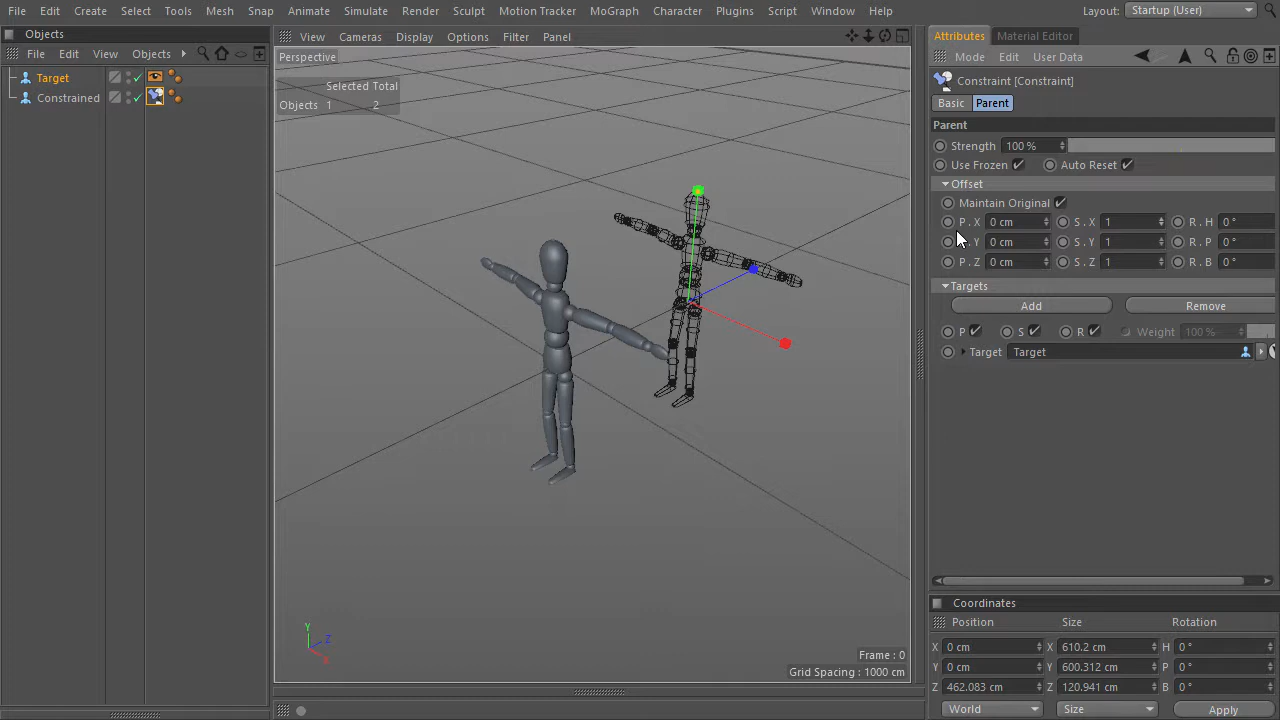 File Edit Create Select Tools Mesh Snap Animate Simulate Render Sculpt Motion Tracker MoGraph Character Plugins Script Window Help Layout: Startup (User)
Objects
File Edit View Objects
Target
Constrained
View Cameras Display Options Filter Panel
Perspective
Selected Total
Objects 1 2
Y
Z
X
Frame : 0
Grid Spacing : 1000 cm
Attributes Material Editor
Mode Edit User Data
Constraint [Constraint]
Basic Parent
Parent
Strength 100 %
Use Frozen Auto Reset
Offset
Maintain Original
P . X 0 cm S . X 1 R . H 0 °
. Y 0 cm S . Y 1 R . P 0 °
P . Z 0 cm S . Z 1 R . B 0 °
Targets
Add Remove
P S R Weight 100 %
Target Target
Coordinates
Position Size Rotation
X 0 cm X 610.2 cm H 0 °
Y 0 cm Y 600.312 cm P 0 °
Z 462.083 cm Z 120.941 cm B 0 °
World Size Apply